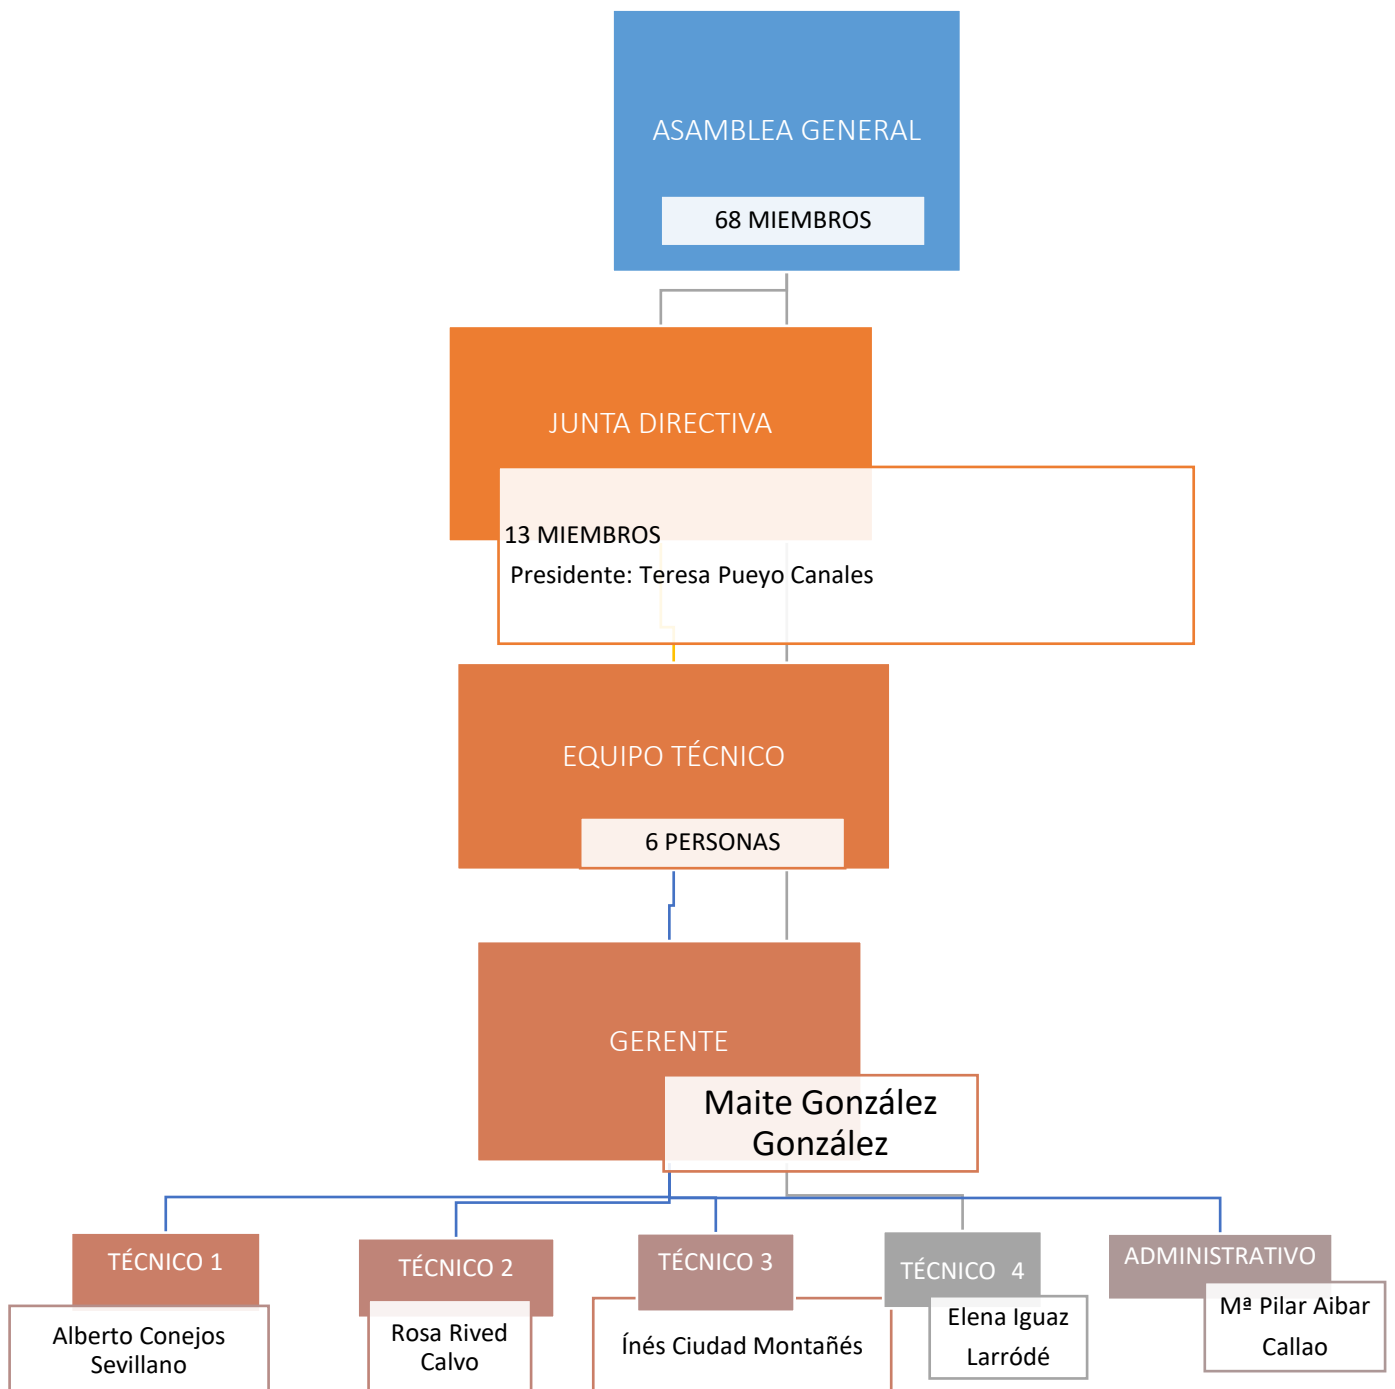 ASAMBLEA GENERAL
68 MIEMBROS
JUNTA DIRECTIVA
13 MIEMBROS
Presidente: Teresa Pueyo Canales
EQUIPO TÉCNICO
6 PERSONAS
GERENTE
Maite González
González
TÉCNICO 1
Alberto Conejos
Sevillano
TÉCNICO 2
Rosa Rived
Calvo
TÉCNICO 3
Ínés Ciudad Montañés
TÉCNICO 4
Elena Iguaz
Larródé
ADMINISTRATIVO
Mª Pilar Aibar
Callao